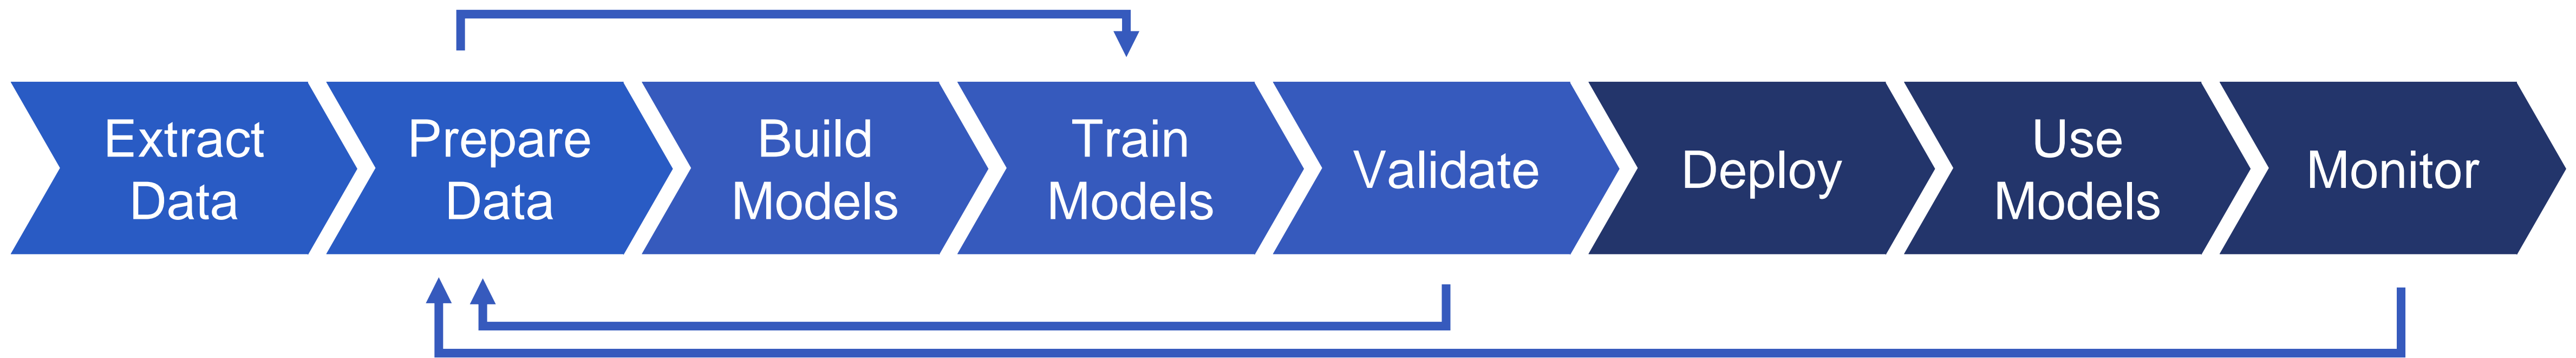 Extract
Data
Prepare
Data
Build
Models
Train
Models
Validate
Deploy
Use
Models
Monitor